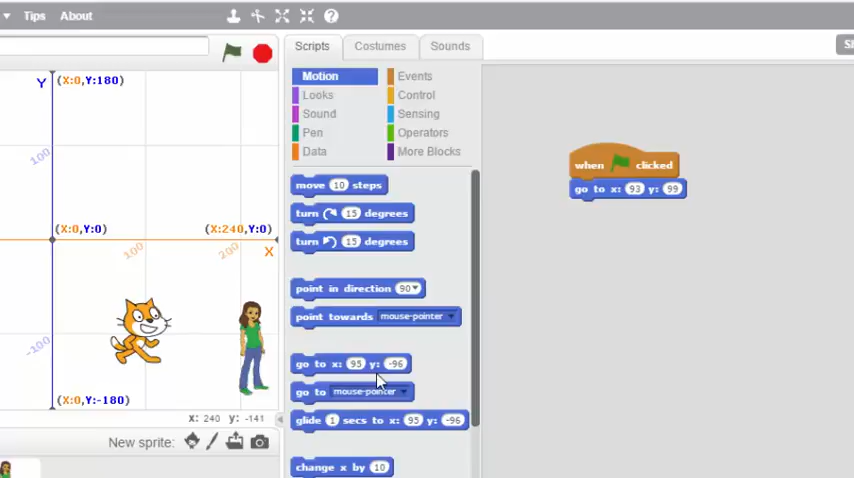 Tips About
Scripts Costumes Sounds
Y (X:0,Y:180)
100
(X:0,Y:0) (X:240,Y:0)
100 200 X
-100
(X:0,Y:-180)
x: 240 y: -141
New sprite:
Motion Events
Looks Control
Sound Sensing
Pen Operators
Data More Blocks
move 10 steps
turn 15 degrees
turn 15 degrees
point in direction 90
point towards mouse-pointer
go to x: 95 y: -96
go to mouse-pointer
glide 1 secs to x: 95 y: -96
change x by 10
when clicked
go to x: 93 y: 99